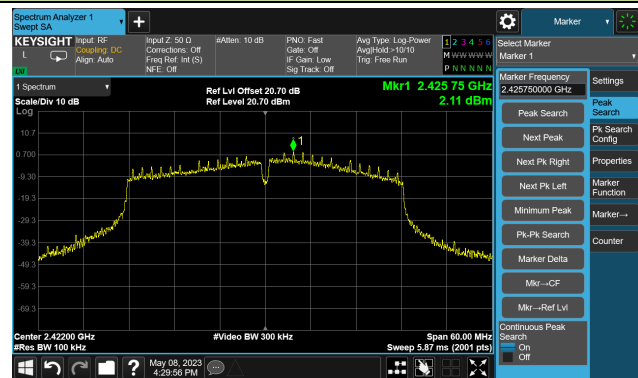 Spectrum Analyzer 1
Swept SA
Marker
KEYSIGHT
L
Input: RF
Coupling: DC
Align: Auto
Input Z: 50 Ω
Corrections: Off
Freq Ref: Int (S)
NFE: Off
#Atten: 10 dB
PNO: Fast
Gate: Off
IF Gain: Low
Sig Track: Off
Avg Type: Log-Power
Avg|Hold:>10/10
Trig: Free Run
1 2 3 4 5 6
M W W W W W
P N N N N N
Select Marker
Marker 1
1 Spectrum
Scale/Div 10 dB
Log
Ref Lvl Offset 20.70 dB
Ref Level 20.70 dBm
Mkr1 2.425 75 GHz
2.11 dBm
10.7
0.700
-9.30
-19.3
-29.3
-39.3
-49.3
-59.3
-69.3
1
Center 2.42200 GHz
#Res BW 100 kHz
#Video BW 300 kHz
Span 60.00 MHz
Sweep 5.87 ms (2001 pts)
Marker Frequency
2.425750000 GHz
Peak Search
Next Peak
Next Pk Right
Next Pk Left
Minimum Peak
Pk-Pk Search
Marker Delta
Mkr→CF
Mkr→Ref Lvl
Continuous Peak
Search
On
Off
Settings
Peak
Search
Pk Search
Config
Properties
Marker
Function
Marker→
Counter
May 08, 2023
4:29:56 PM